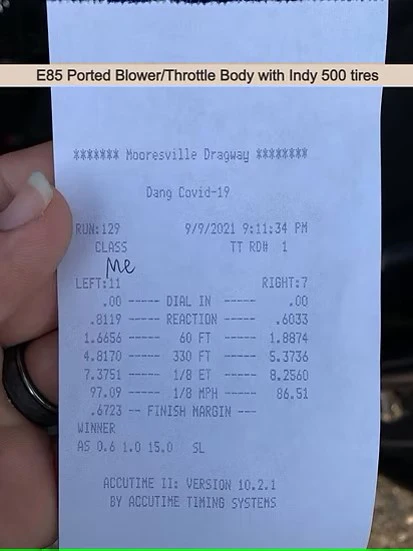 E85 Ported Blower/Throttle Body with Indy 500 tires
******* Mooresville Dragway ********
Dang Covid-19
RUN:129 9/9/2021 9:11:34 PM
CLASS TT RD# 1
Me
LEFT:11 RIGHT:7
.00 ----- DIAL IN ----- .00
.8119 ----- REACTION ----- .6033
1.6656 ----- 60 FT ----- 1.8874
4.8170 ----- 330 FT ----- 5.3736
7.3751 ----- 1/8 ET ----- 8.2560
97.09 ----- 1/8 MPH ----- 86.51
.6723 -- FINISH MARGIN ---
WINNER
AS 0.6 1.0 15.0 SL
ACCUTIME II: VERSION 10.2.1
BY ACCUTIME TIMING SYSTEMS